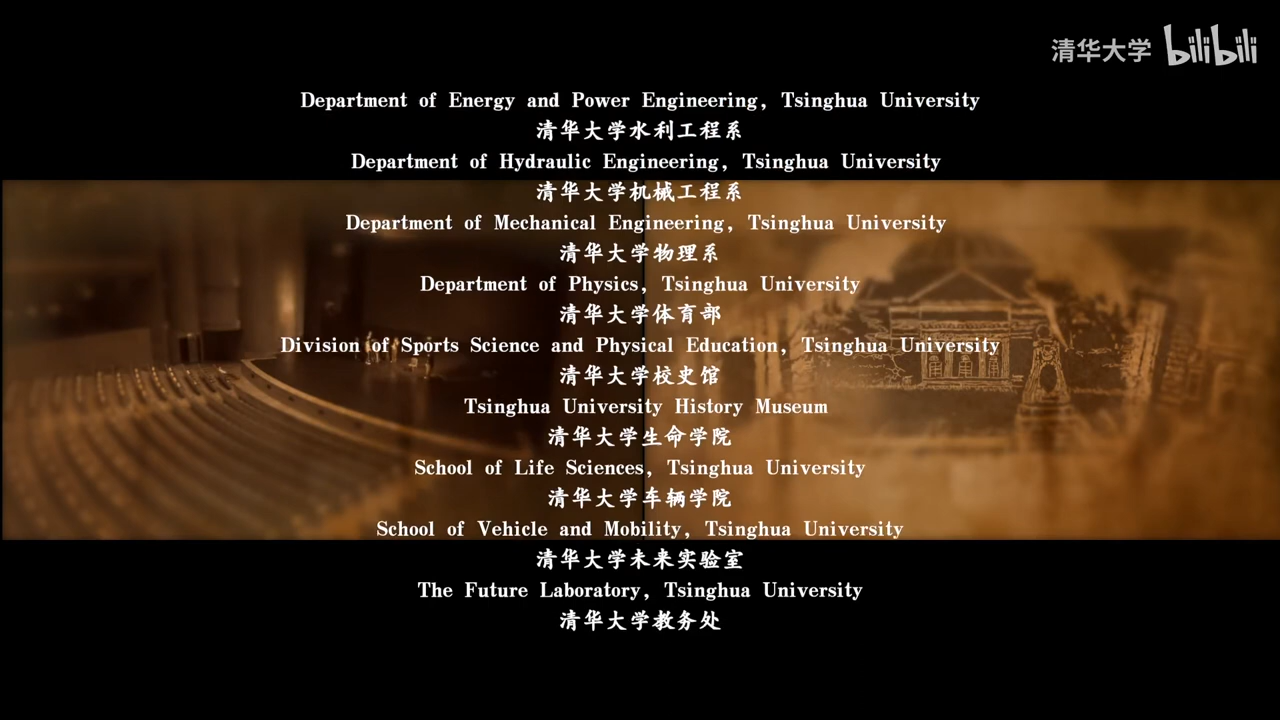 清华大学 bilibili
Department of Energy and Power Engineering, Tsinghua University
清华大学水利工程系
Department of Hydraulic Engineering, Tsinghua University
清华大学机械工程系
Department of Mechanical Engineering, Tsinghua University
清华大学物理系
Department of Physics, Tsinghua University
清华大学体育部
Division of Sports Science and Physical Education, Tsinghua University
清华大学校史馆
Tsinghua University History Museum
清华大学生命学院
School of Life Sciences, Tsinghua University
清华大学车辆学院
School of Vehicle and Mobility, Tsinghua University
清华大学未来实验室
The Future Laboratory, Tsinghua University
清华大学教务处